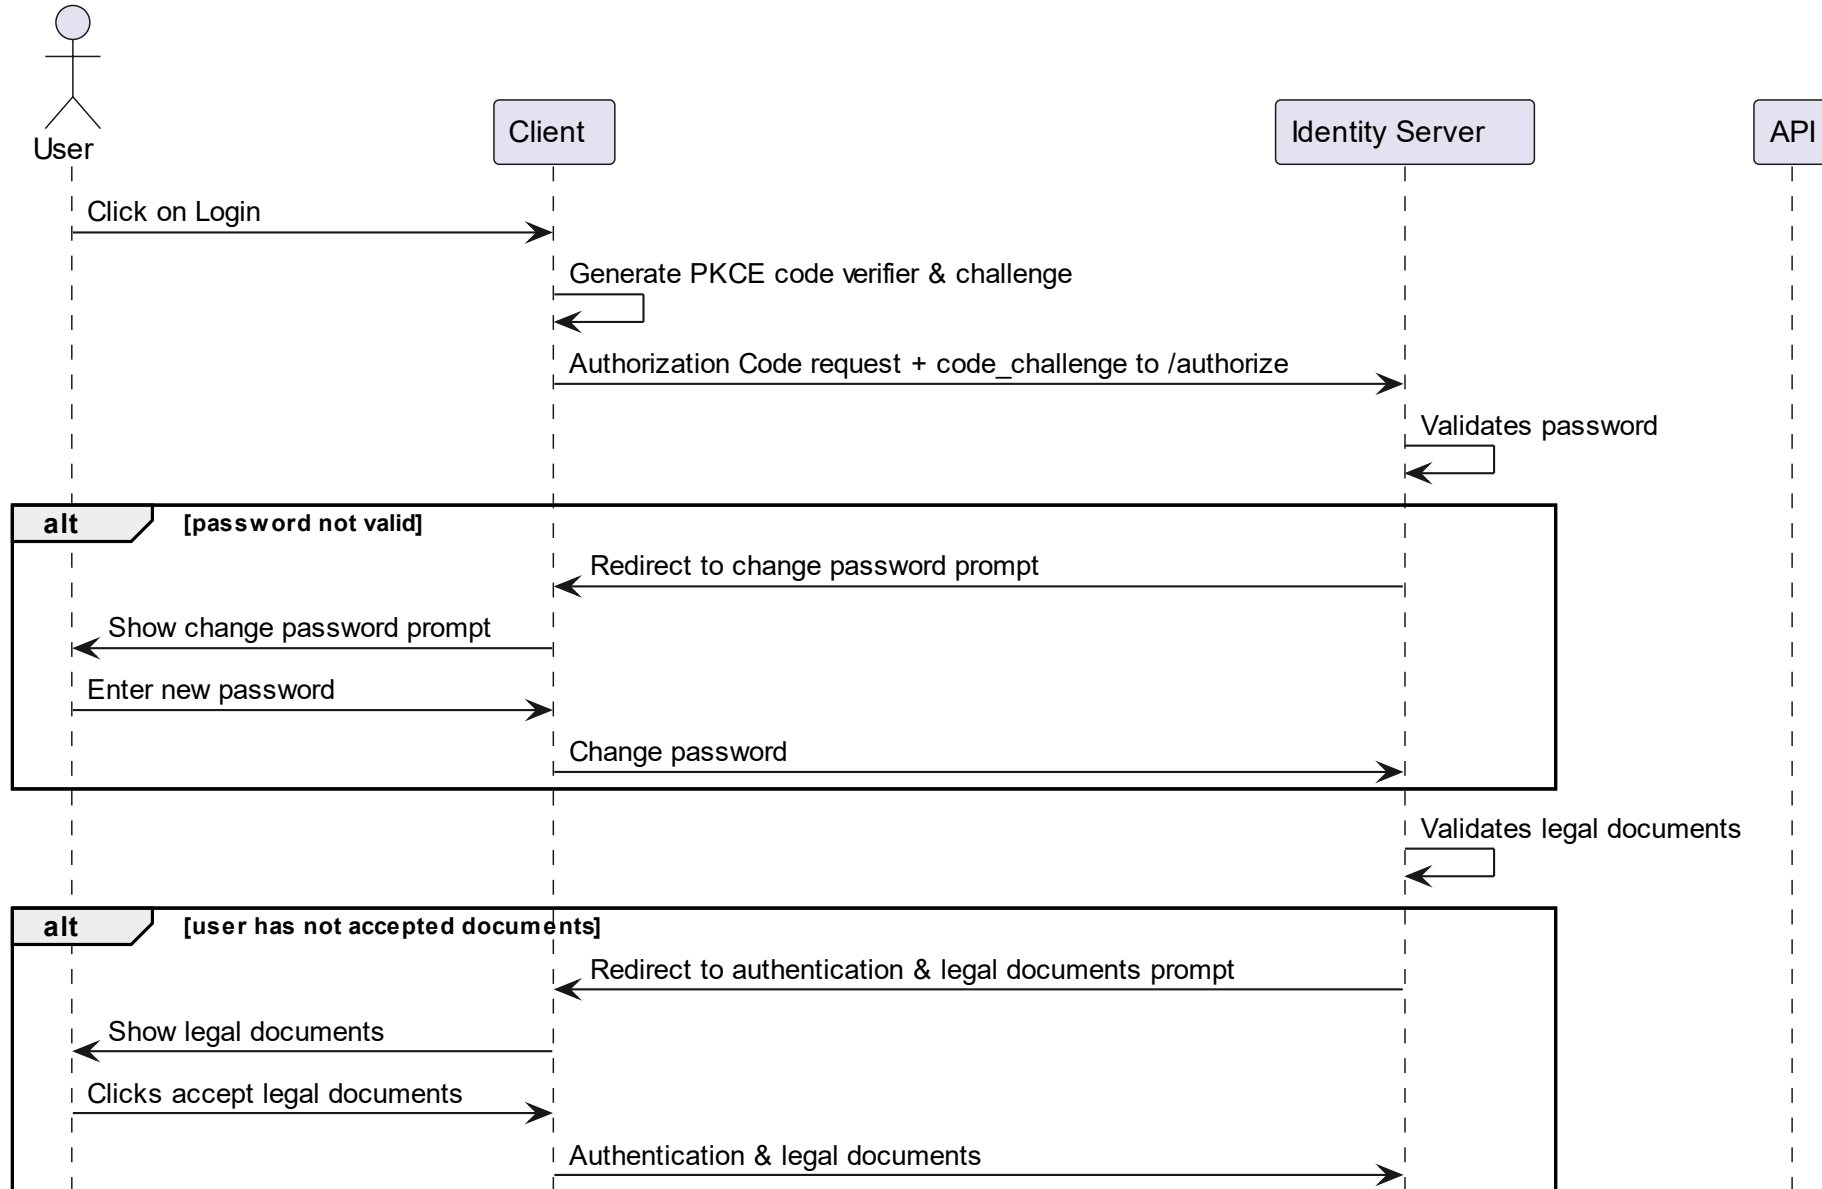 User
Client
Identity Server
API
Click on Login
Generate PKCE code verifier & challenge
Authorization Code request + code_challenge to /authorize
Validates password
alt [password not valid]
Redirect to change password prompt
Show change password prompt
Enter new password
Change password
Validates legal documents
alt [user has not accepted documents]
Redirect to authentication & legal documents prompt
Show legal documents
Clicks accept legal documents
Authentication & legal documents